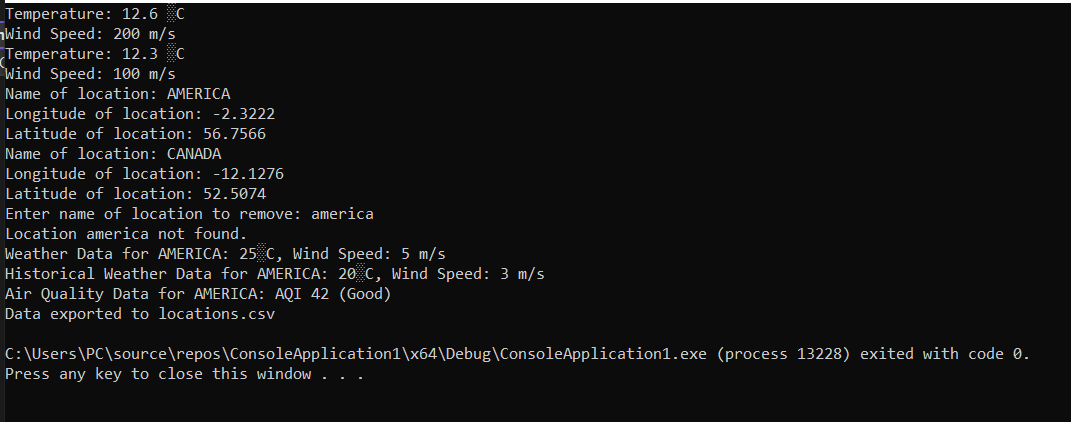 Temperature: 12.6 ░C
Wind Speed: 200 m/s
Temperature: 12.3 ░C
Wind Speed: 100 m/s
Name of location: AMERICA
Longitude of location: -2.3222
Latitude of location: 56.7566
Name of location: CANADA
Longitude of location: -12.1276
Latitude of location: 52.5074
Enter name of location to remove: america
Location america not found.
Weather Data for AMERICA: 25░C, Wind Speed: 5 m/s
Historical Weather Data for AMERICA: 20░C, Wind Speed: 3 m/s
Air Quality Data for AMERICA: AQI 42 (Good)
Data exported to locations.csv
C:\Users\PC\source\repos\ConsoleApplication1\x64\Debug\ConsoleApplication1.exe (process 13228) exited with code 0.
Press any key to close this window . . .